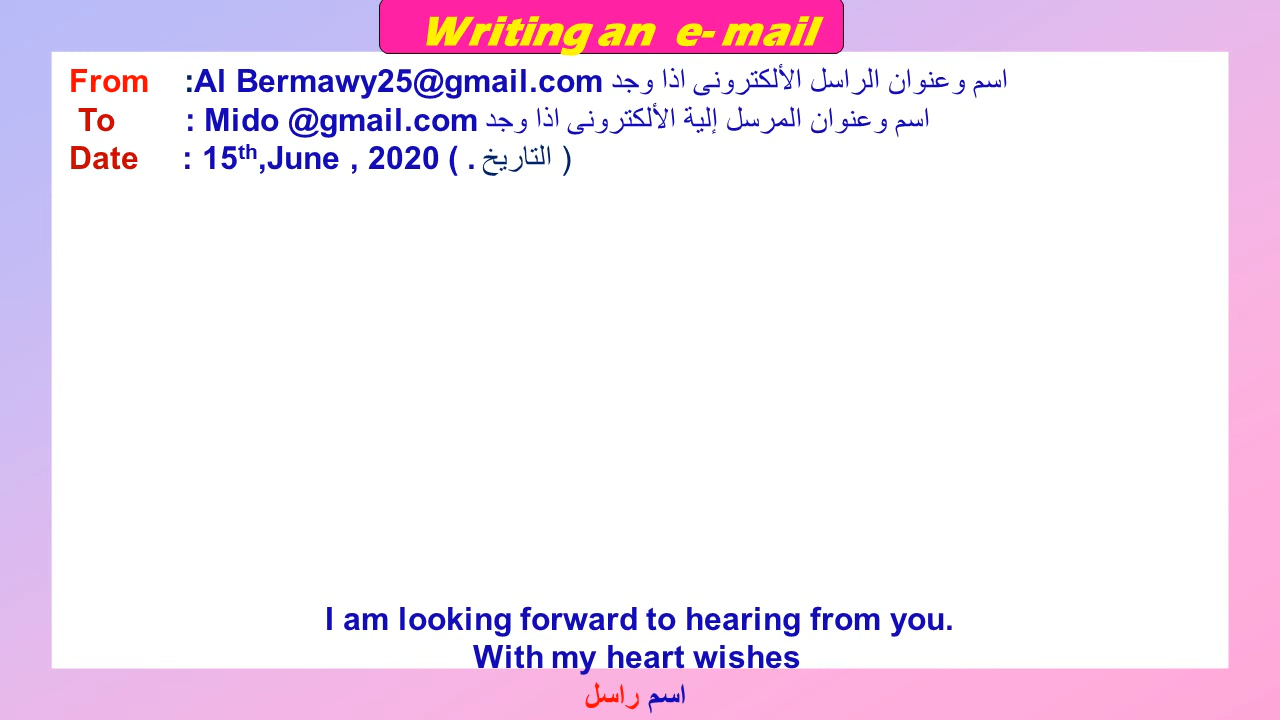 Writing an e- mail
From :Al Bermawy25@gmail.com اسم وعنوان الراسل الألكترونى اذا وجد
To : Mido @gmail.com اسم وعنوان المرسل إلية الألكترونى اذا وجد
Date : 15th,June , 2020 ( . التاريخ )
I am looking forward to hearing from you.
With my heart wishes
اسم راسل